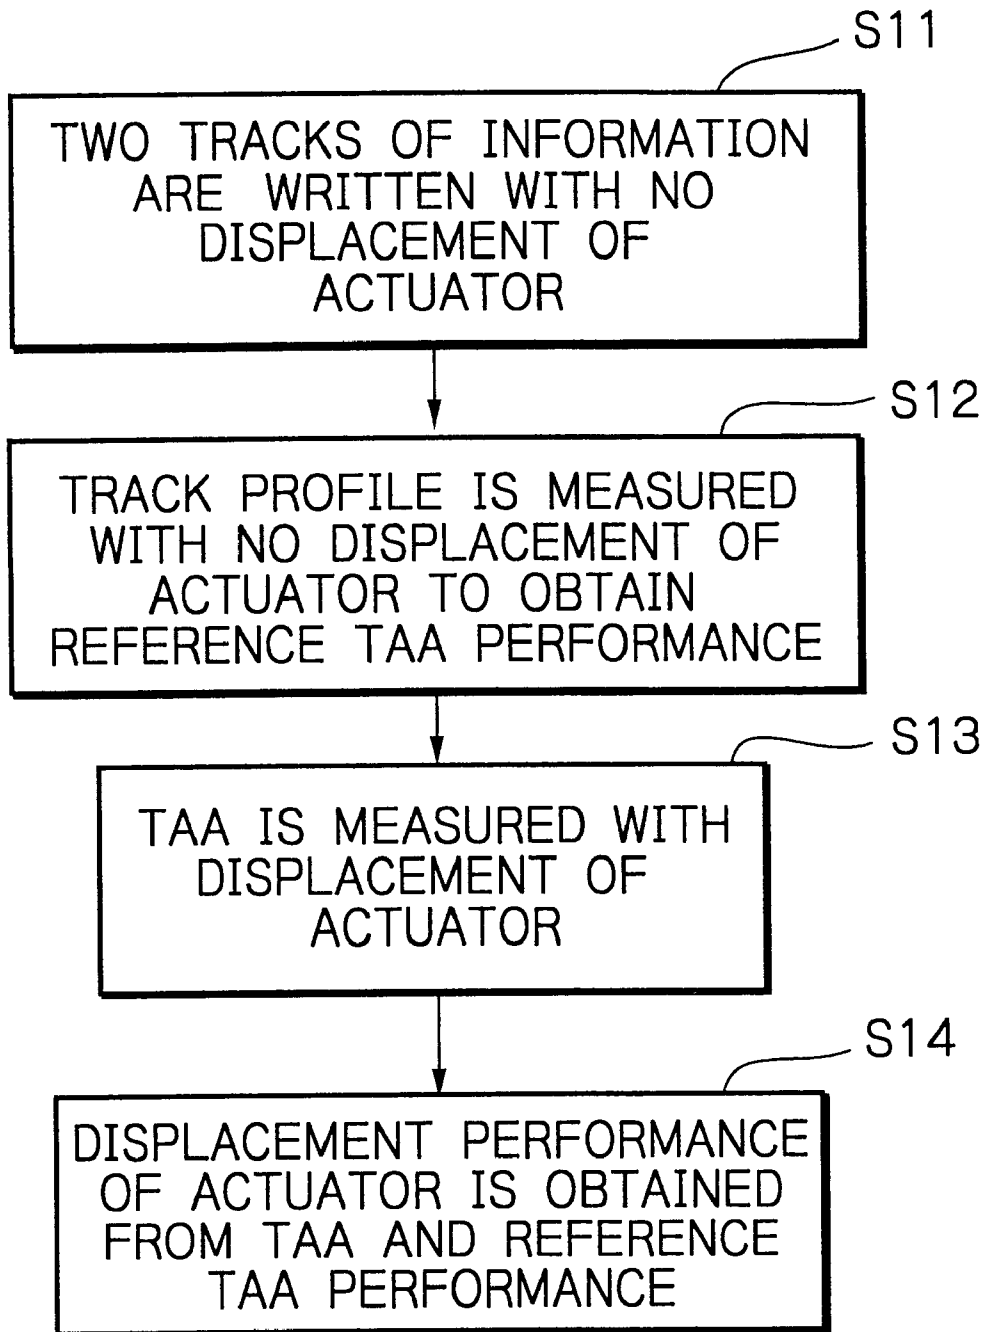 S11
TWO TRACKS OF INFORMATION
ARE WRITTEN WITH NO
DISPLACEMENT OF
ACTUATOR
S12
TRACK PROFILE IS MEASURED
WITH NO DISPLACEMENT OF
ACTUATOR TO OBTAIN
REFERENCE TAA PERFORMANCE
S13
TAA IS MEASURED WITH
DISPLACEMENT OF
ACTUATOR
S14
DISPLACEMENT PERFORMANCE
OF ACTUATOR IS OBTAINED
FROM TAA AND REFERENCE
TAA PERFORMANCE